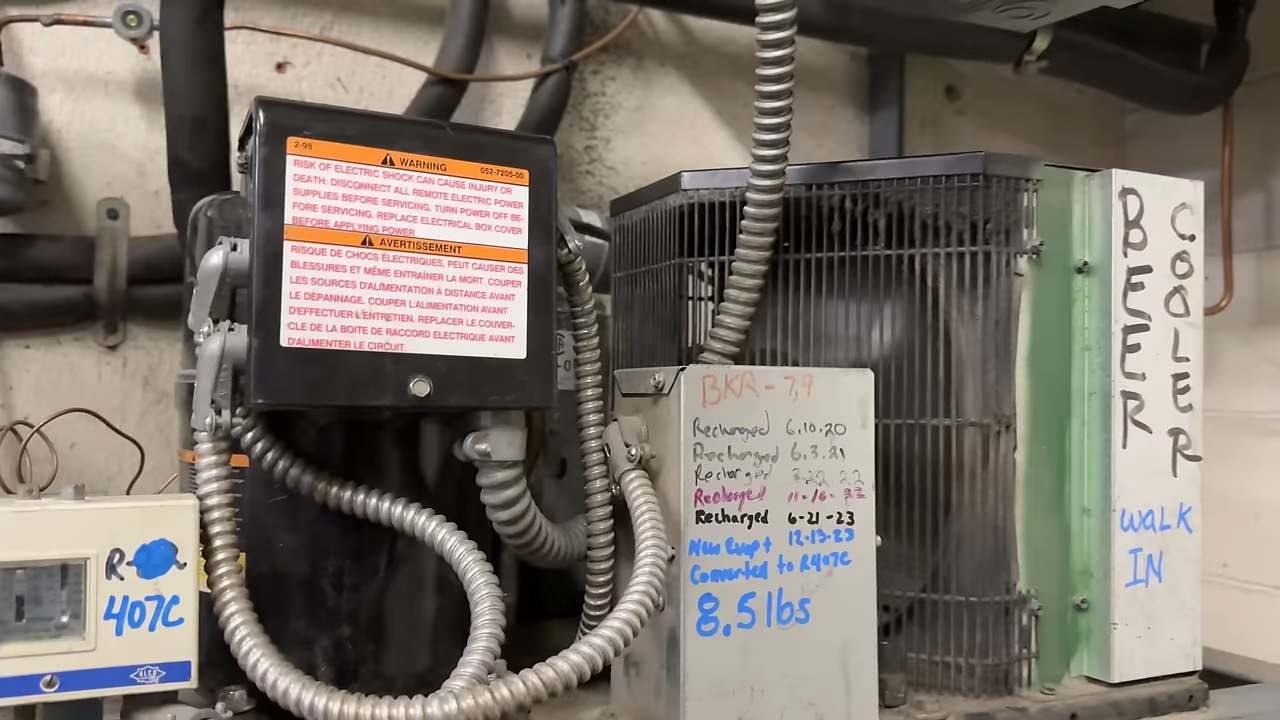 2-98 WARNING 052-7205-00
RISK OF ELECTRIC SHOCK CAN CAUSE INJURY OR
DEATH: DISCONNECT ALL REMOTE ELECTRIC POWER
SUPPLIES BEFORE SERVICING. TURN POWER OFF BE-
FORE SERVICING. REPLACE ELECTRICAL BOX COVER
BEFORE APPLYING POWER.
AVERTISSEMENT
RISQUE DE CHOCS ÉLECTRIQUES, PEUT CAUSER DES
BLESSURES ET MÊME ENTRAÎNER LA MORT. COUPER
LES SOURCES D'ALIMENTATION À DISTANCE AVANT
LE DÉPANNAGE. COUPER L'ALIMENTATION AVANT
D'EFFECTUER L'ENTRETIEN. REPLACER LE COUVER-
CLE DE LA BOITE DE RACCORD ELECTRIQUE AVANT
D'ALIMENTER LE CIRCUIT.
R-
407C
ALCO
BKR-7,9
Recharged 6.10.20
Recharged 6.3.21
Recharged 3.22.22
Recharged 11-16-22
Recharged 6-21-23
New Evap + 12-13-23
Converted to R407C
8.5 lbs
BEER
COOLER
WALK
IN